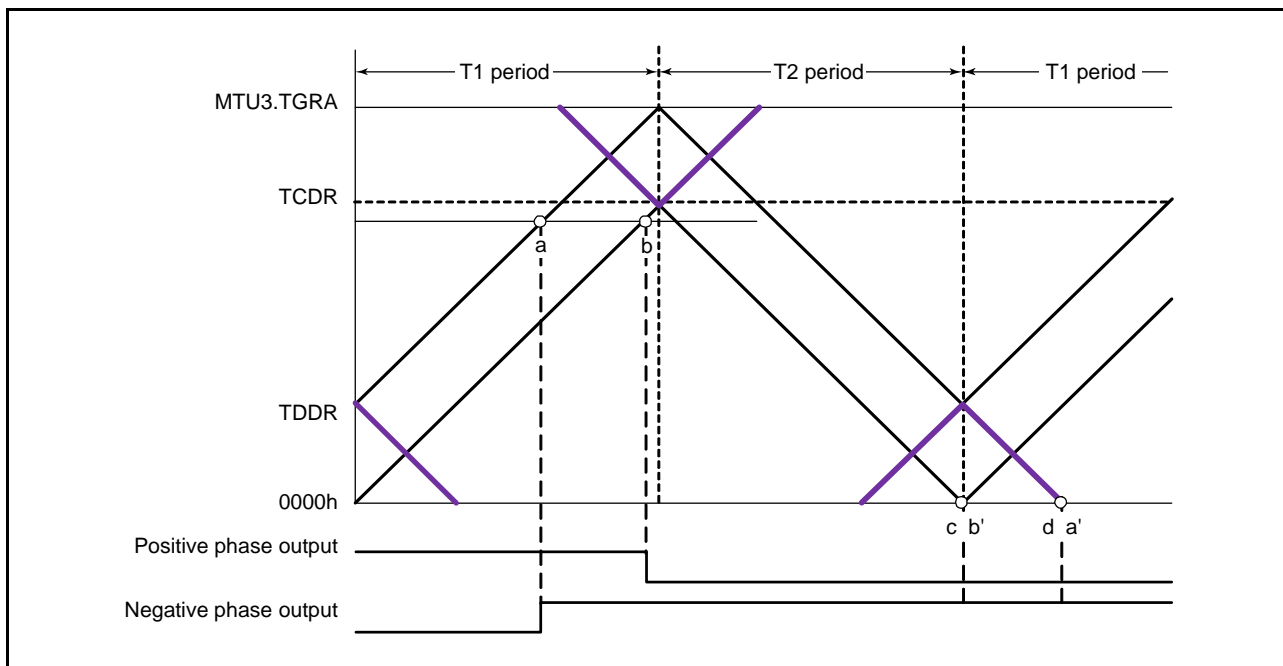 T1 period
T2 period
T1 period
MTU3.TGRA
TCDR
a
b
TDDR
0000h
c b'
d a'
Positive phase output
Negative phase output